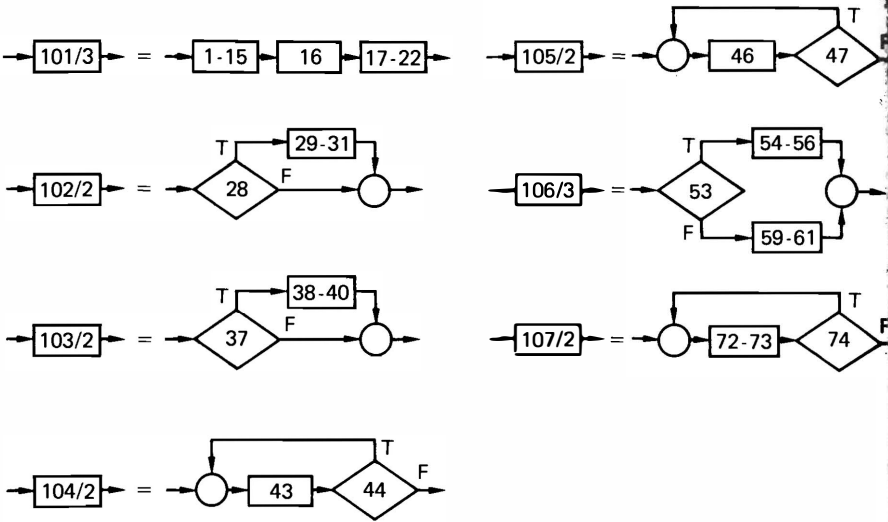 101/3 = 1-15 16 17-22
102/2 = 28 T 29-31 F
103/2 = 37 T 38-40 F
104/2 = 43 44 T F
105/2 = 46 47 T F
106/3 = 53 T 54-56 F 59-61
107/2 = 72-73 74 T F